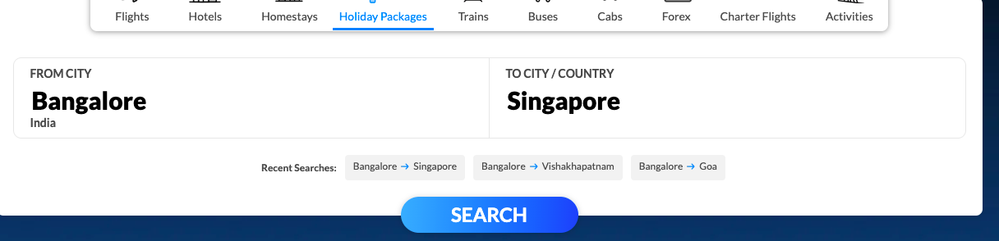 Flights Hotels Homestays Holiday Packages Trains Buses Cabs Forex Charter Flights Activities
FROM CITY
Bangalore
India
TO CITY / COUNTRY
Singapore
Recent Searches: Bangalore → Singapore Bangalore → Vishakhapatnam Bangalore → Goa
SEARCH